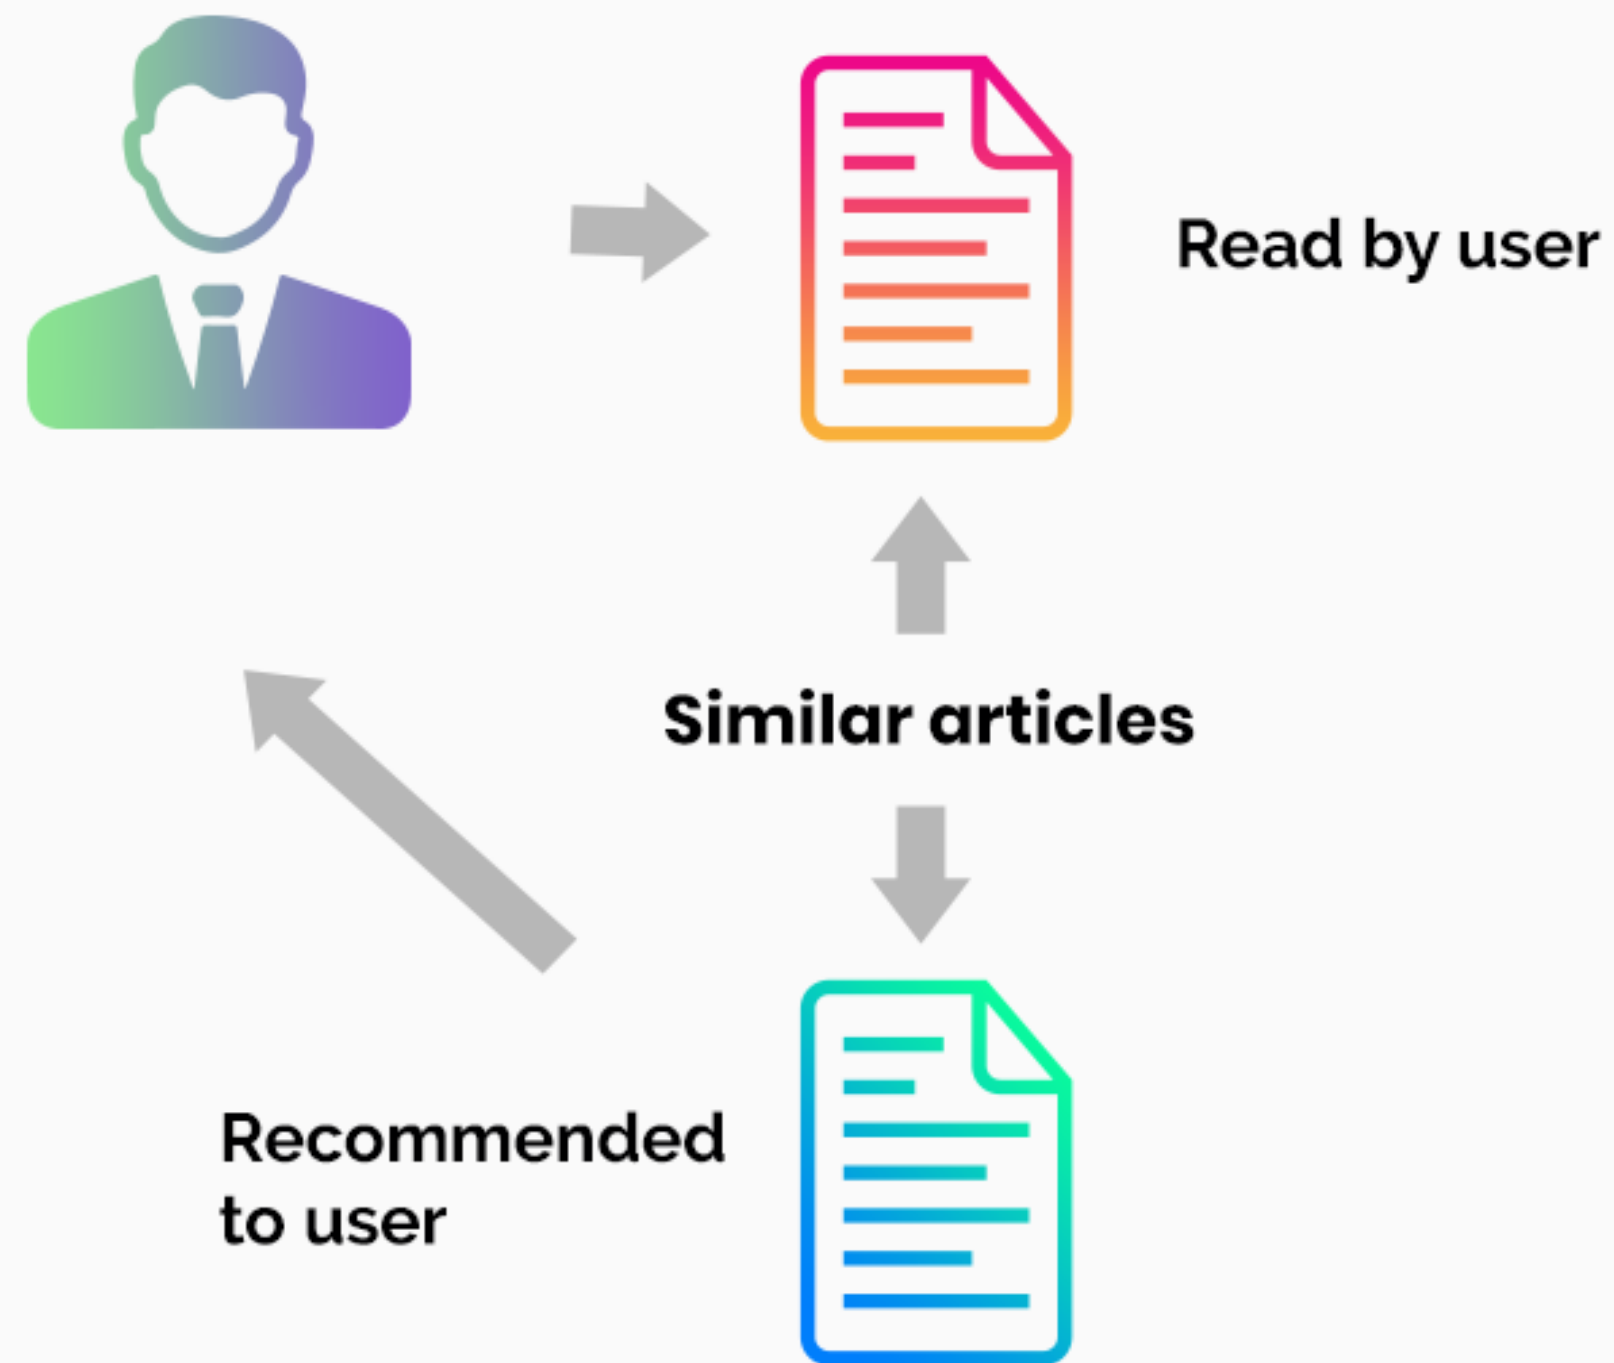 Read by user
Similar articles
Recommended
to user